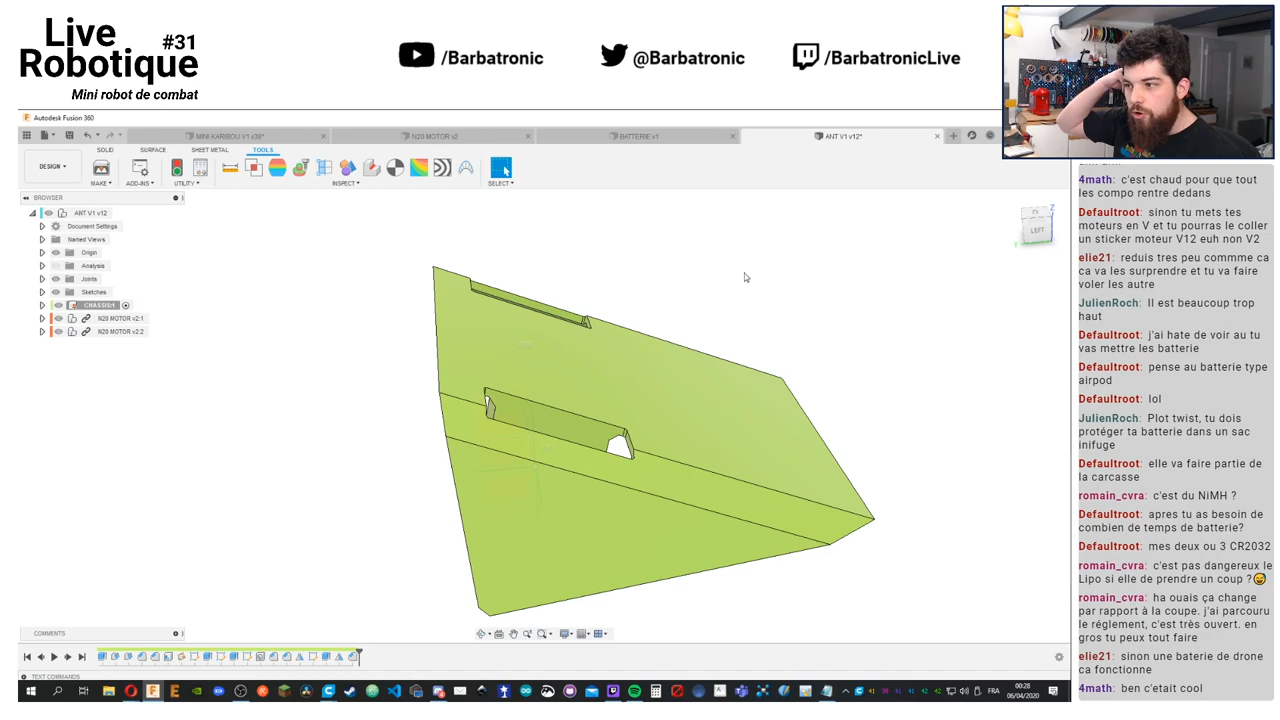 Live
Robotique
#31
Mini robot de combat
/Barbatronic
@Barbatronic
/BarbatronicLive
Autodesk Fusion 360
MINI KARIBOU V1 v38*
N20 MOTOR v2
BATTERIE v1
ANT V1 v12*
SOLID
SURFACE
SHEET METAL
TOOLS
DESIGN
MAKE
ADD-INS
UTILITY
INSPECT
SELECT
BROWSER
ANT V1 v12
Document Settings
Named Views
Origin
Analysis
Joints
Sketches
CHASSIS:1
N20 MOTOR v2:1
N20 MOTOR v2:2
LEFT
Z
COMMENTS
TEXT COMMANDS
FRA
00:28
06/04/2020
4math: c'est chaud pour que tout
les compo rentre dedans
Defaultroot: sinon tu mets tes
moteurs en V et tu pourras le coller
un sticker moteur V12 euh non V2
elie21: reduis tres peu commme ca
ca va les surprendre et tu va faire
voler les autre
JulienRoch: Il est beaucoup trop
haut
Defaultroot: j'ai hate de voir au tu
vas mettre les batterie
Defaultroot: pense au batterie type
airpod
Defaultroot: lol
JulienRoch: Plot twist, tu dois
protéger ta batterie dans un sac
inifuge
Defaultroot: elle va faire partie de
la carcasse
romain_cvra: c'est du NiMH ?
Defaultroot: apres tu as besoin de
combien de temps de batterie?
Defaultroot: mes deux ou 3 CR2032
romain_cvra: c'est pas dangereux le
Lipo si elle de prendre un coup ?😅
romain_cvra: ha ouais ça change
par rapport à la coupe. j'ai parcouru
le réglement, c'est très ouvert. en
gros tu peux tout faire
elie21: sinon une baterie de drone
ca fonctionne
4math: ben c'etait cool